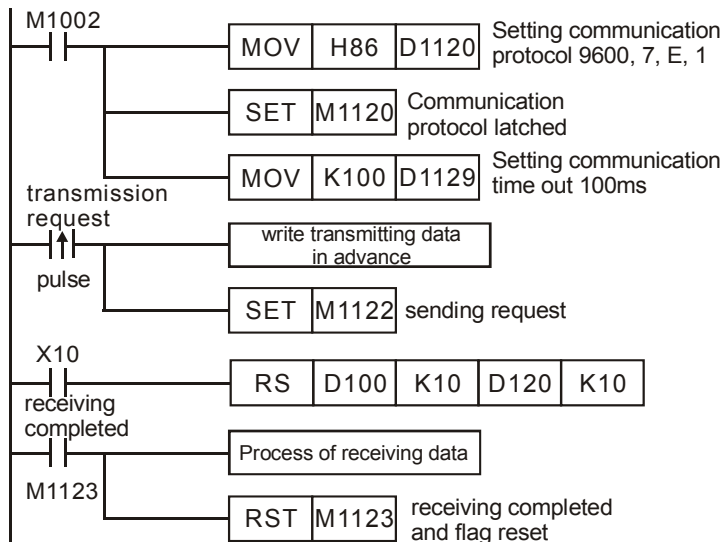 M1002
MOV H86 D1120
Setting communication
protocol 9600, 7, E, 1
SET M1120
Communication
protocol latched
MOV K100 D1129
Setting communication
time out 100ms
transmission
request
pulse
write transmitting data
in advance
SET M1122
sending request
X10
RS D100 K10 D120 K10
receiving
completed
M1123
Process of receiving data
RST M1123
receiving completed
and flag reset